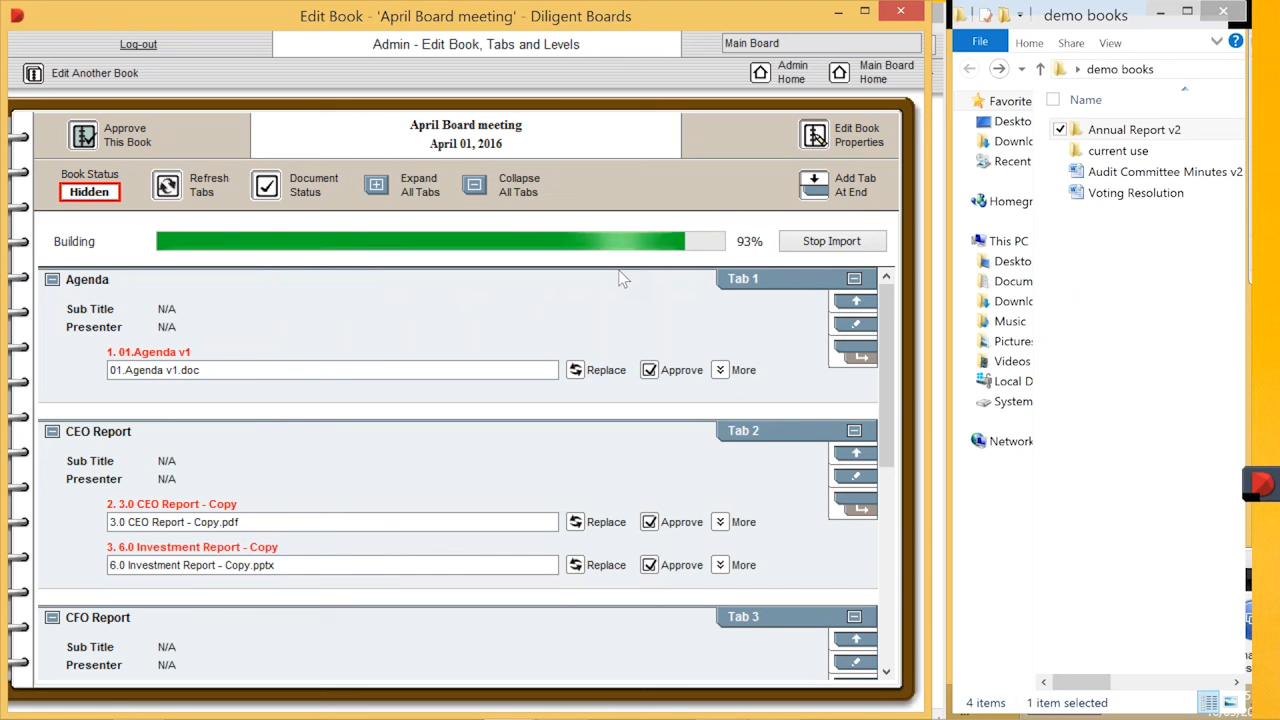 Edit Book - 'April Board meeting' - Diligent Boards
Log-out
Admin - Edit Book, Tabs and Levels
Main Board
Edit Another Book
Admin Home
Main Board Home
Approve This Book
April Board meeting
April 01, 2016
Edit Book Properties
Book Status
Hidden
Refresh Tabs
Document Status
Expand All Tabs
Collapse All Tabs
Add Tab At End
Building
93%
Stop Import
Agenda
Tab 1
Sub Title N/A
Presenter N/A
1. 01.Agenda v1
01.Agenda v1.doc
Replace
Approve
More
CEO Report
Tab 2
Sub Title N/A
Presenter N/A
2. 3.0 CEO Report - Copy
3.0 CEO Report - Copy.pdf
Replace
Approve
More
3. 6.0 Investment Report - Copy
6.0 Investment Report - Copy.pptx
Replace
Approve
More
CFO Report
Tab 3
Sub Title N/A
Presenter N/A
demo books
File
Home
Share
View
demo books
Name
Favorite
Deskto
Downlo
Recent
Homegr
This PC
Deskto
Docum
Downlo
Music
Pictures
Videos
Local D
System
Network
Annual Report v2
current use
Audit Committee Minutes v2
Voting Resolution
4 items
1 item selected